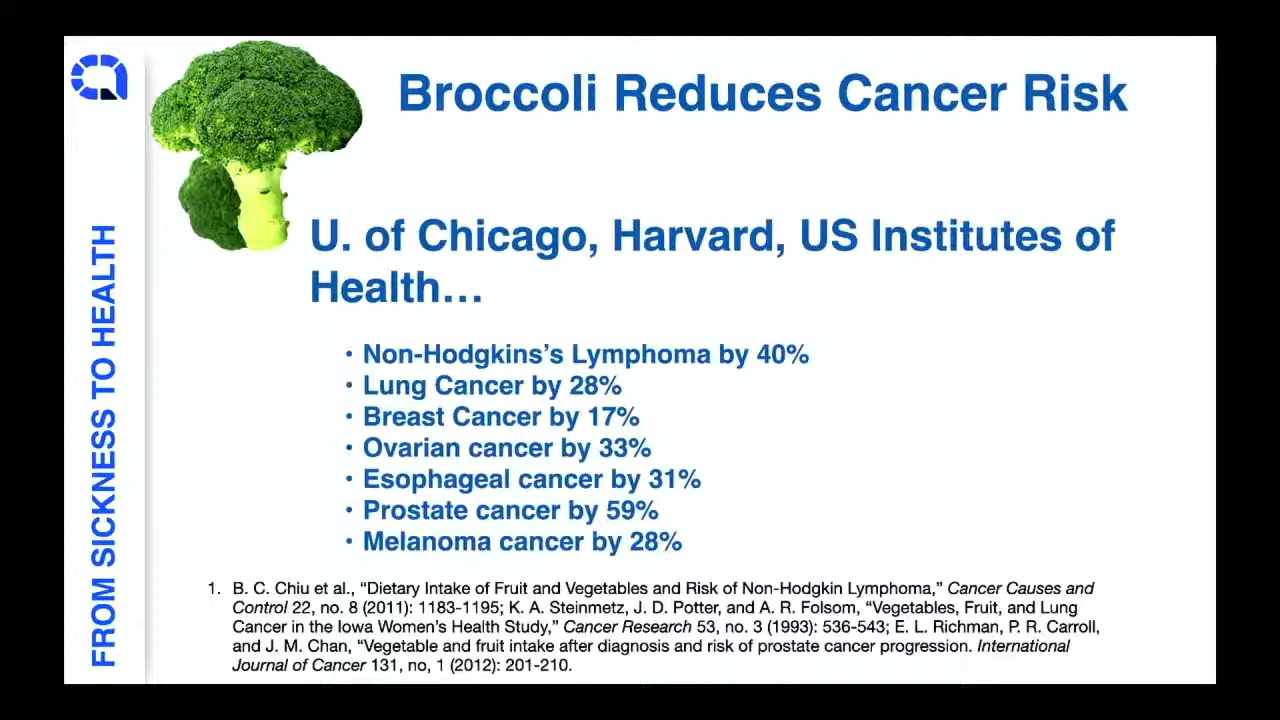 Broccoli Reduces Cancer Risk
FROM SICKNESS TO HEALTH
U. of Chicago, Harvard, US Institutes of
Health…
• Non-Hodgkins’s Lymphoma by 40%
• Lung Cancer by 28%
• Breast Cancer by 17%
• Ovarian cancer by 33%
• Esophageal cancer by 31%
• Prostate cancer by 59%
• Melanoma cancer by 28%
1. B. C. Chiu et al., “Dietary Intake of Fruit and Vegetables and Risk of Non-Hodgkin Lymphoma,” Cancer Causes and
Control 22, no. 8 (2011): 1183-1195; K. A. Steinmetz, J. D. Potter, and A. R. Folsom, “Vegetables, Fruit, and Lung
Cancer in the Iowa Women’s Health Study,” Cancer Research 53, no. 3 (1993): 536-543; E. L. Richman, P. R. Carroll,
and J. M. Chan, “Vegetable and fruit intake after diagnosis and risk of prostate cancer progression. International
Journal of Cancer 131, no, 1 (2012): 201-210.